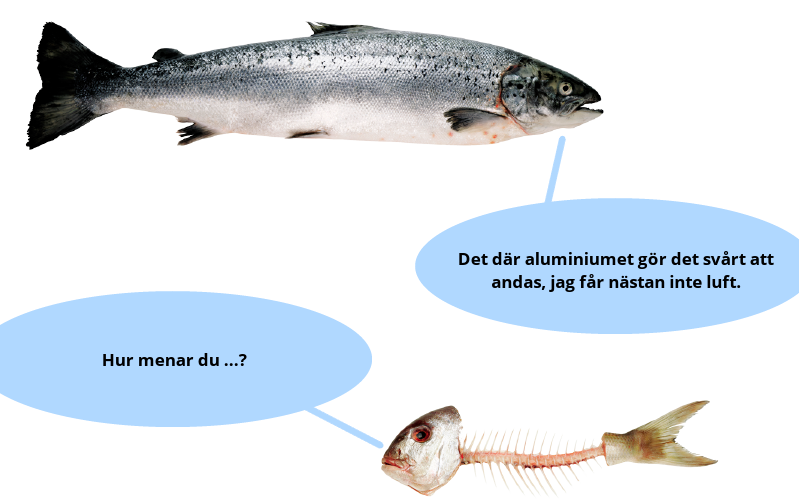 Det där aluminiumet gör det svårt att
andas, jag får nästan inte luft.
Hur menar du ...?